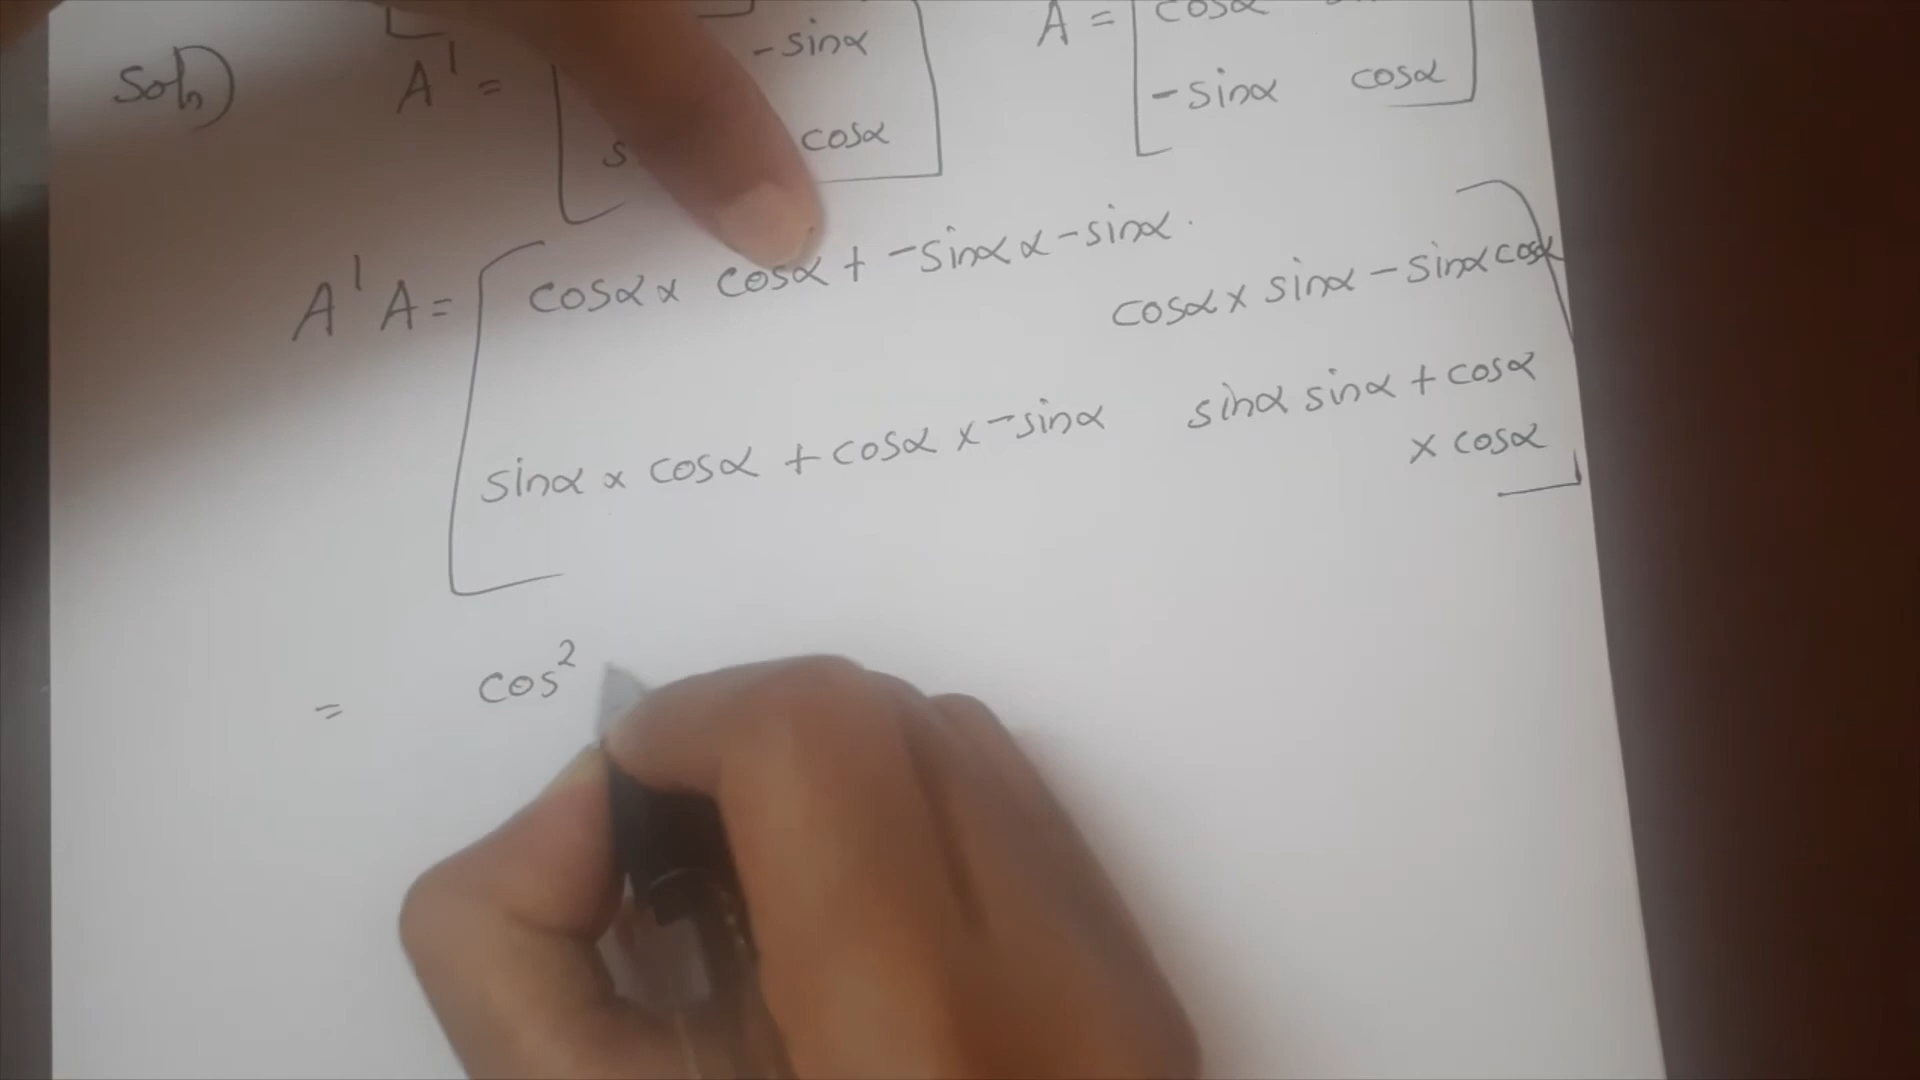 -sinα A = cosα
Soln) A' = s cosα -sinα cosα
A'A = cosα x cosα + -sinα x -sinα. cosα x sinα - sinα cosα
sinα x cosα + cosα x -sinα sinα sinα + cosα
x cosα
= cos²